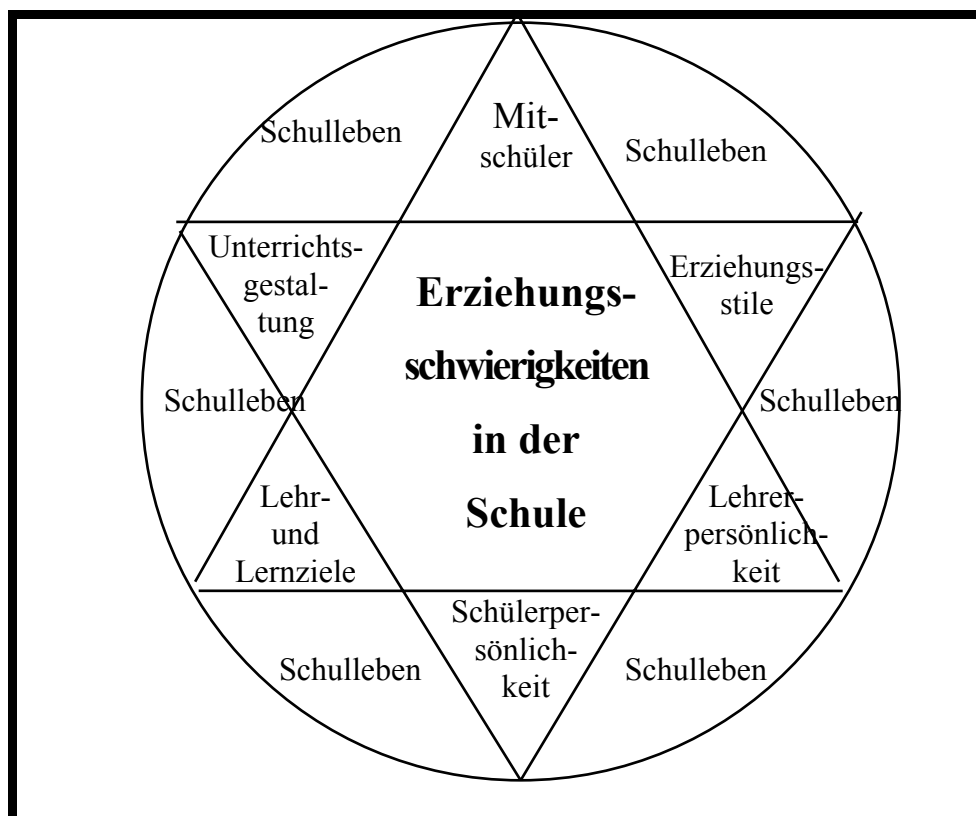 Mit-
schüler
Schulleben
Schulleben
Unterrichts-
gestal-
tung
Erziehungs-
stile
Erziehungs-
schwierigkeiten
in der
Schule
Schulleben
Schulleben
Lehr-
und
Lernziele
Lehrer-
persönlich-
keit
Schülerper-
sönlich-
keit
Schulleben
Schulleben